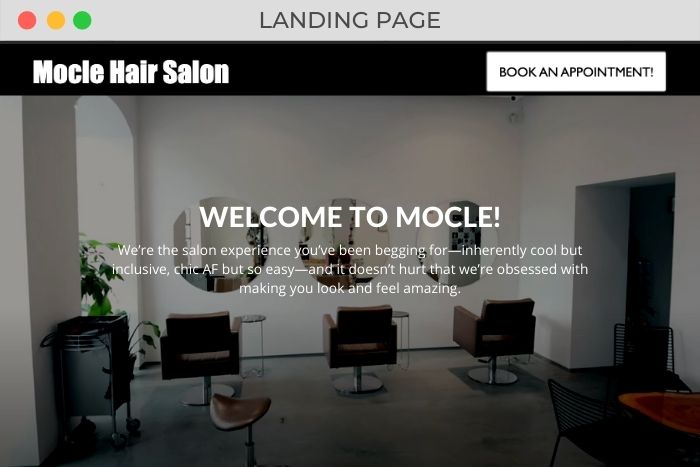 LANDING PAGE
Mocle Hair Salon
BOOK AN APPOINTMENT!
WELCOME TO MOCLE!
We're the salon experience you've been begging for—inherently cool but
inclusive, chic AF but so easy—and it doesn't hurt that we're obsessed with
making you look and feel amazing.